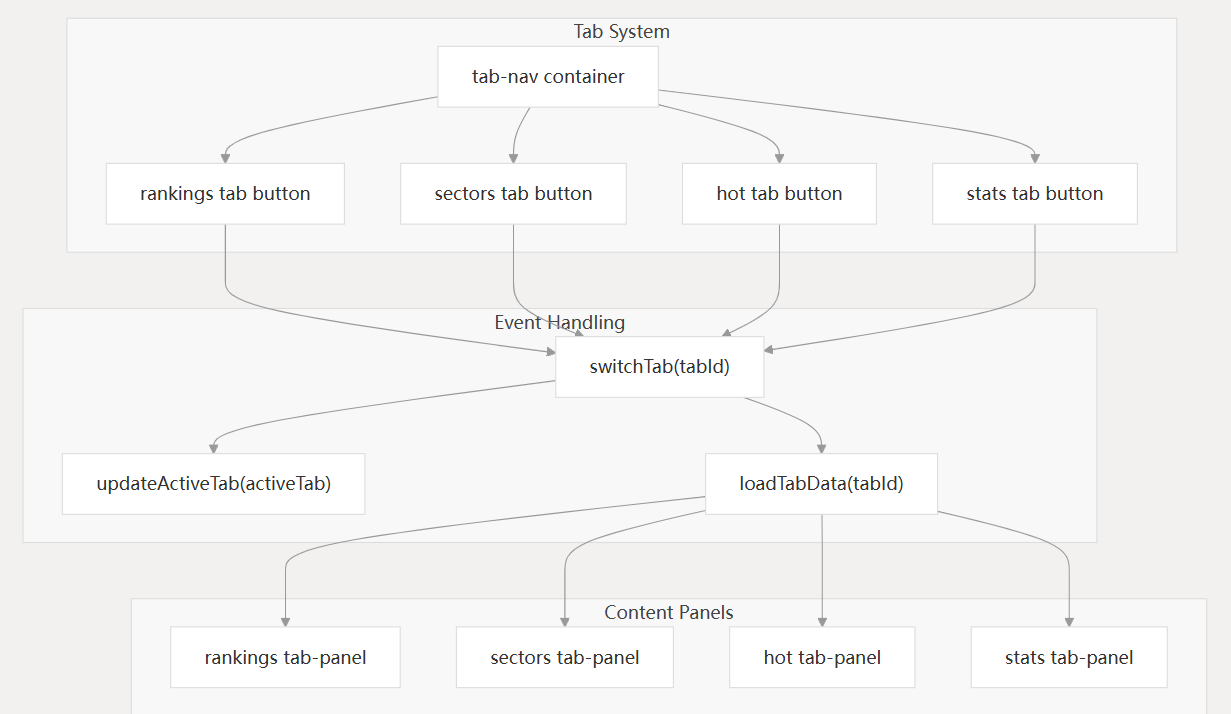 Tab System
tab-nav container
rankings tab button
sectors tab button
hot tab button
stats tab button
Event Handling
switchTab(tabId)
updateActiveTab(activeTab)
loadTabData(tabId)
Content Panels
rankings tab-panel
sectors tab-panel
hot tab-panel
stats tab-panel